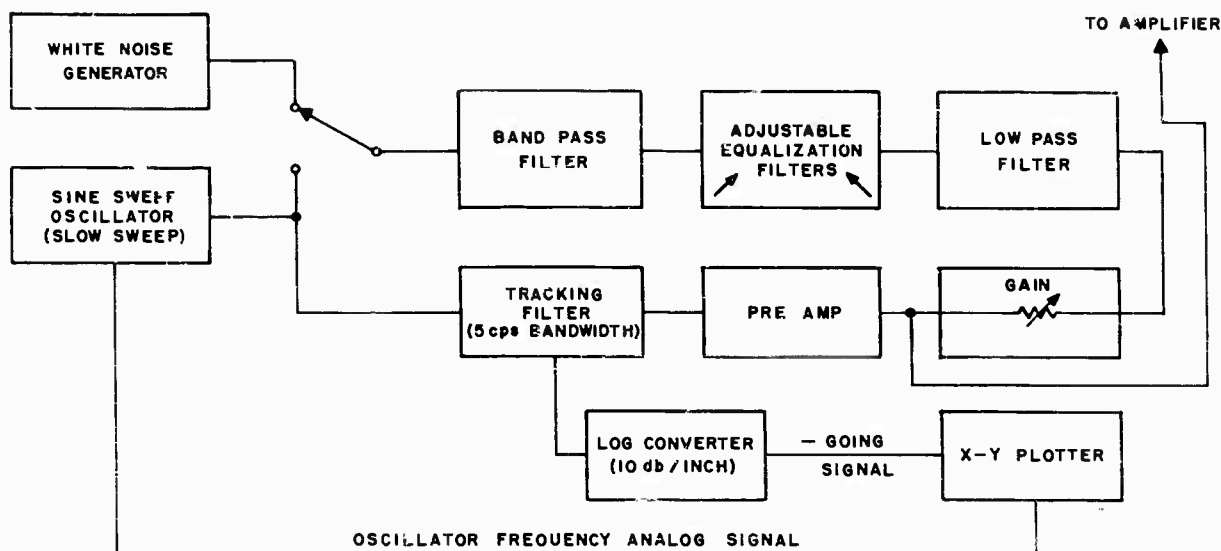 TO AMPLIFIER
WHITE NOISE
GENERATOR
BAND PASS
FILTER
ADJUSTABLE
EQUALIZATION
FILTERS
LOW PASS
FILTER
SINE SWEEP
OSCILLATOR
(SLOW SWEEP)
TRACKING
FILTER
(5 cps BANDWIDTH)
PRE AMP
GAIN
LOG CONVERTER
(10 db / INCH)
— GOING
SIGNAL
X-Y PLOTTER
OSCILLATOR FREQUENCY ANALOG SIGNAL